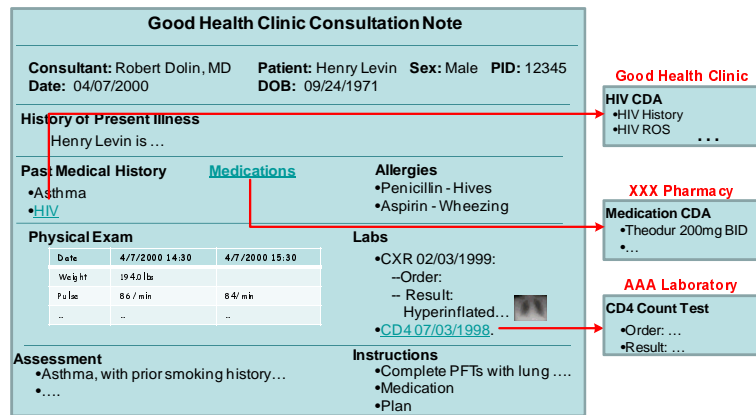 Good Health Clinic Consultation Note
Consultant: Robert Dolin, MD Patient: Henry Levin Sex: Male PID: 12345
Date: 04/07/2000 DOB: 09/24/1971
History of Present Illness
Henry Levin is …
Past Medical History
•Asthma
•HIV
Medications
Allergies
•Penicillin - Hives
•Aspirin - Wheezing
Physical Exam
Date 4/7/2000 14:30 4/7/2000 15:30
Weight 194.0 lbs
Pulse 86 / min 84/ min
… … …
Labs
•CXR 02/03/1999:
--Order:
-- Result:
Hyperinflated…
•CD4 07/03/1998.
Assessment
•Asthma, with prior smoking history…
•….
Instructions
•Complete PFTs with lung ….
•Medication
•Plan
Good Health Clinic
HIV CDA
•HIV History
•HIV ROS
…
XXX Pharmacy
Medication CDA
•Theodur 200mg BID
•…
AAA Laboratory
CD4 Count Test
•Order: …
•Result: …